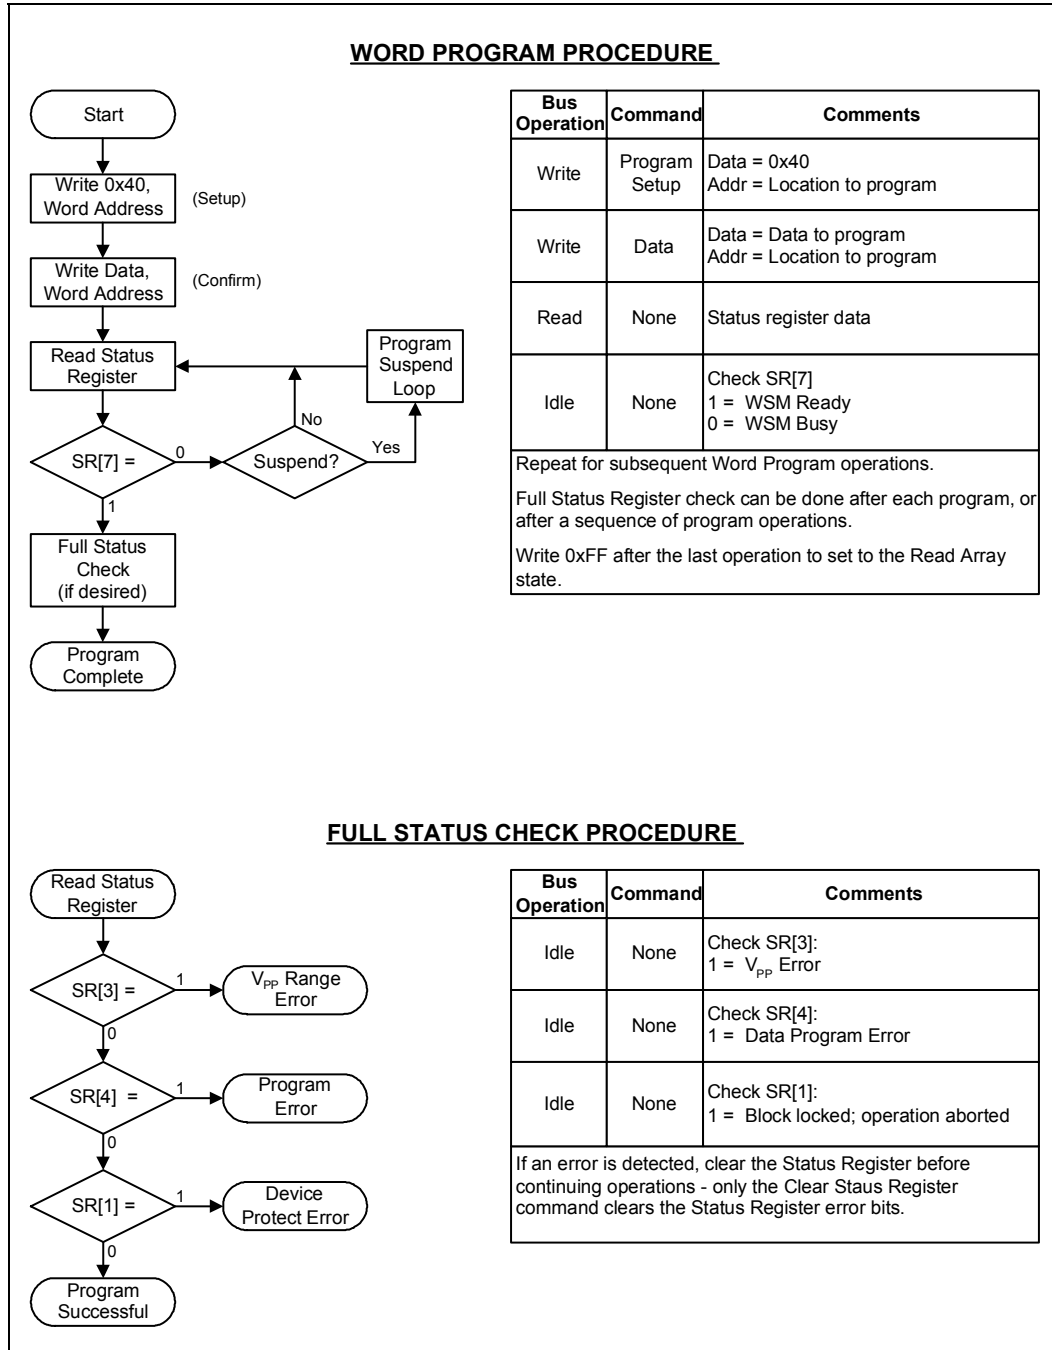 WORD PROGRAM PROCEDURE
Start
Write 0x40,
Word Address
(Setup)
Write Data,
Word Address
(Confirm)
Read Status
Register
Program
Suspend
Loop
No
SR[7] =
0
Suspend?
Yes
1
Full Status
Check
(if desired)
Program
Complete
Bus
Operation
Command
Comments
Write
Program
Setup
Data = 0x40
Addr = Location to program
Write
Data
Data = Data to program
Addr = Location to program
Read
None
Status register data
Idle
None
Check SR[7]
1 = WSM Ready
0 = WSM Busy
Repeat for subsequent Word Program operations.
Full Status Register check can be done after each program, or
after a sequence of program operations.
Write 0xFF after the last operation to set to the Read Array
state.
FULL STATUS CHECK PROCEDURE
Read Status
Register
SR[3] =
1
VPP Range
Error
0
SR[4] =
1
Program
Error
0
SR[1] =
1
Device
Protect Error
0
Program
Successful
Bus
Operation
Command
Comments
Idle
None
Check SR[3]:
1 = VPP Error
Idle
None
Check SR[4]:
1 = Data Program Error
Idle
None
Check SR[1]:
1 = Block locked; operation aborted
If an error is detected, clear the Status Register before
continuing operations - only the Clear Staus Register
command clears the Status Register error bits.